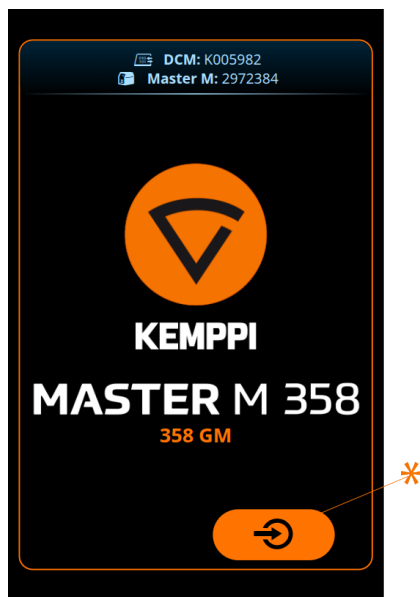 DCM: K005982
Master M: 2972384
KEMPPI
MASTER M 358
358 GM
*